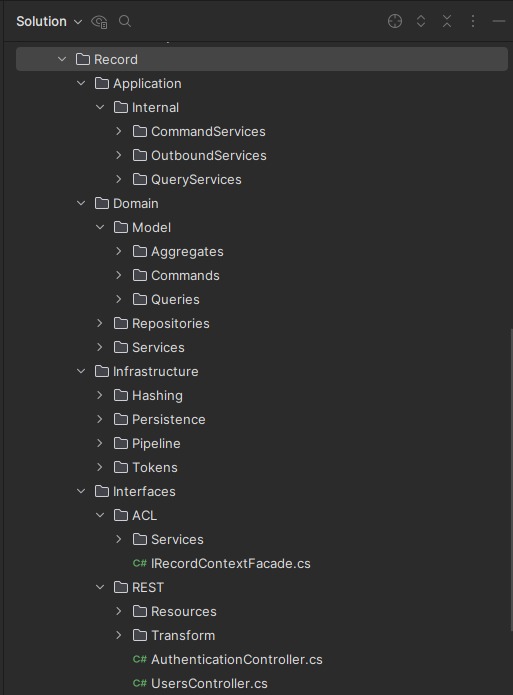 Solution
Record
Application
Internal
CommandServices
OutboundServices
QueryServices
Domain
Model
Aggregates
Commands
Queries
Repositories
Services
Infrastructure
Hashing
Persistence
Pipeline
Tokens
Interfaces
ACL
Services
C# IRecordContextFacade.cs
REST
Resources
Transform
C# AuthenticationController.cs
C# UsersController.cs